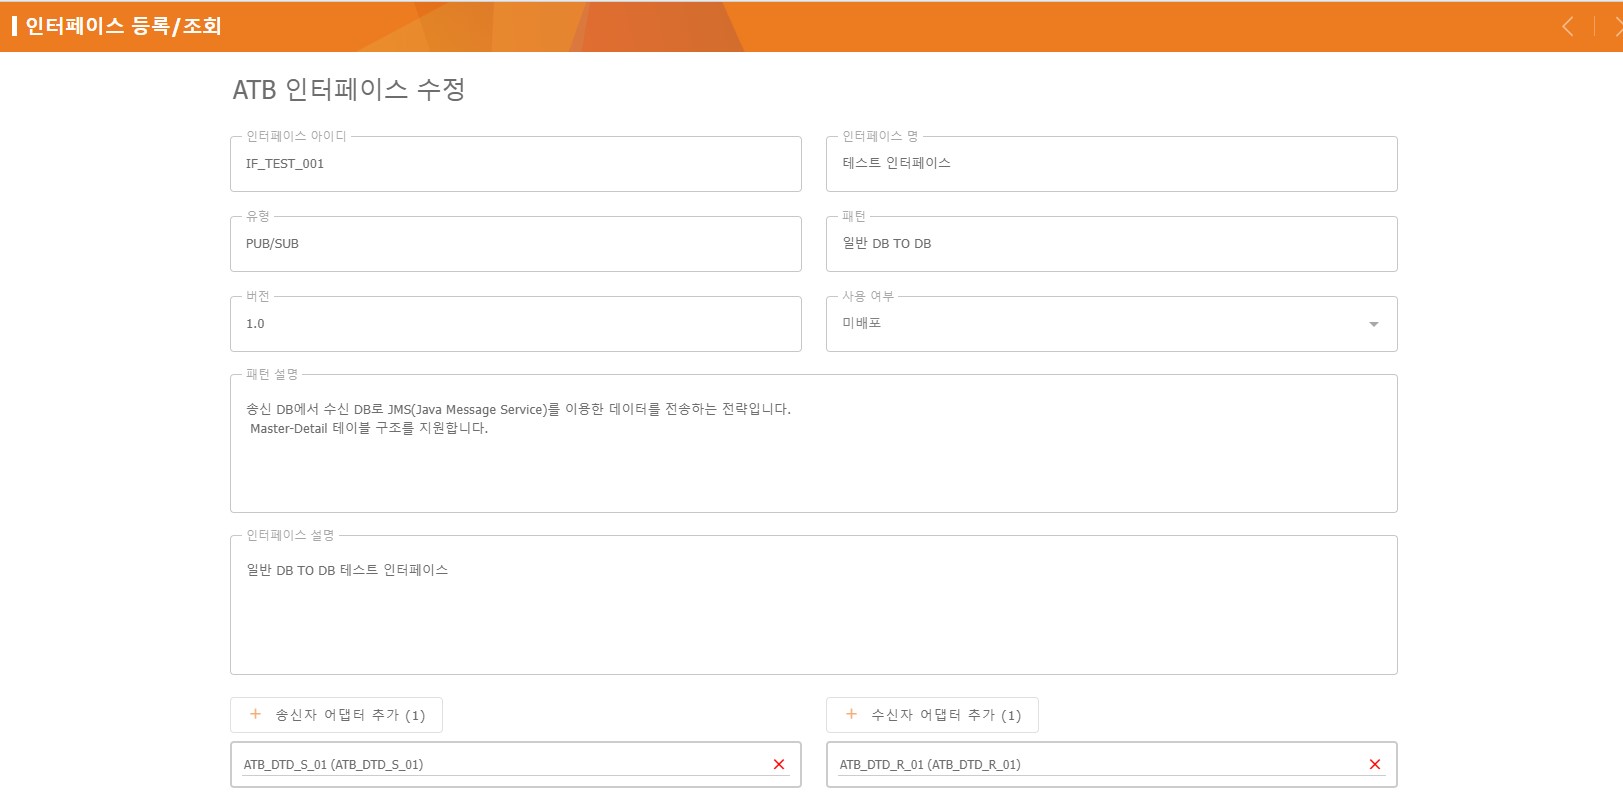 인터페이스 등록/조회
ATB 인터페이스 수정
인터페이스 아이디
IF_TEST_001
인터페이스 명
테스트 인터페이스
유형
PUB/SUB
패턴
일반 DB TO DB
버전
1.0
사용 여부
미배포
패턴 설명
송신 DB에서 수신 DB로 JMS(Java Message Service)를 이용한 데이터를 전송하는 전략입니다.
Master-Detail 테이블 구조를 지원합니다.
인터페이스 설명
일반 DB TO DB 테스트 인터페이스
+ 송신자 어댑터 추가 (1)
+ 수신자 어댑터 추가 (1)
ATB_DTD_S_01 (ATB_DTD_S_01)
ATB_DTD_R_01 (ATB_DTD_R_01)